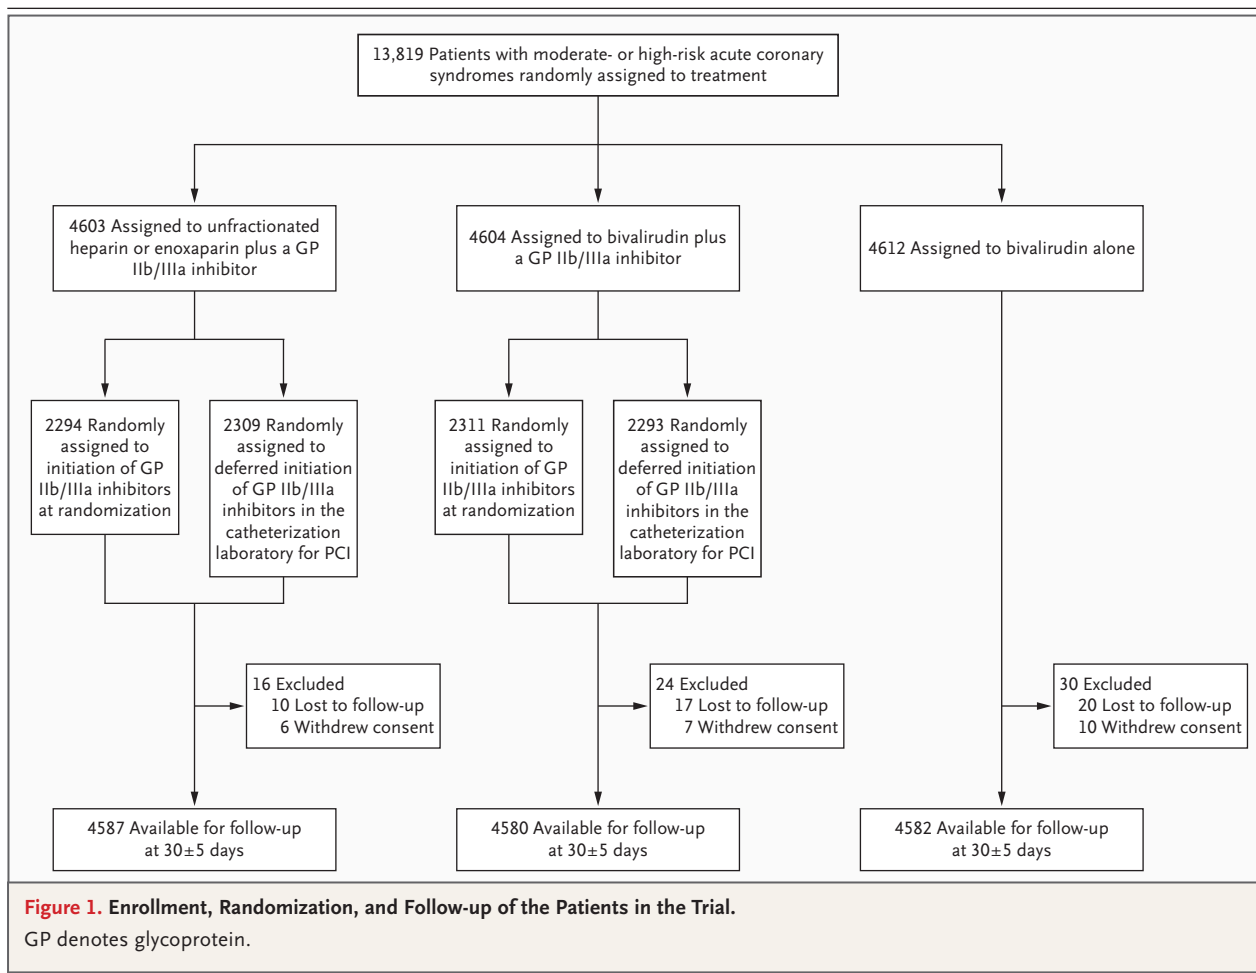 13,819 Patients with moderate- or high-risk acute coronary
syndromes randomly assigned to treatment
4603 Assigned to unfractionated
heparin or enoxaparin plus a GP
IIb/IIIa inhibitor
4604 Assigned to bivalirudin plus
a GP IIb/IIIa inhibitor
4612 Assigned to bivalirudin alone
2294 Randomly
assigned to
initiation of GP
IIb/IIIa inhibitors
at randomization
2309 Randomly
assigned to
deferred initiation
of GP IIb/IIIa
inhibitors in the
catheterization
laboratory for PCI
2311 Randomly
assigned to
initiation of GP
IIb/IIIa inhibitors
at randomization
2293 Randomly
assigned to
deferred initiation
of GP IIb/IIIa
inhibitors in the
catheterization
laboratory for PCI
16 Excluded
10 Lost to follow-up
6 Withdrew consent
24 Excluded
17 Lost to follow-up
7 Withdrew consent
30 Excluded
20 Lost to follow-up
10 Withdrew consent
4587 Available for follow-up
at 30±5 days
4580 Available for follow-up
at 30±5 days
4582 Available for follow-up
at 30±5 days
Figure 1. Enrollment, Randomization, and Follow-up of the Patients in the Trial.
GP denotes glycoprotein.